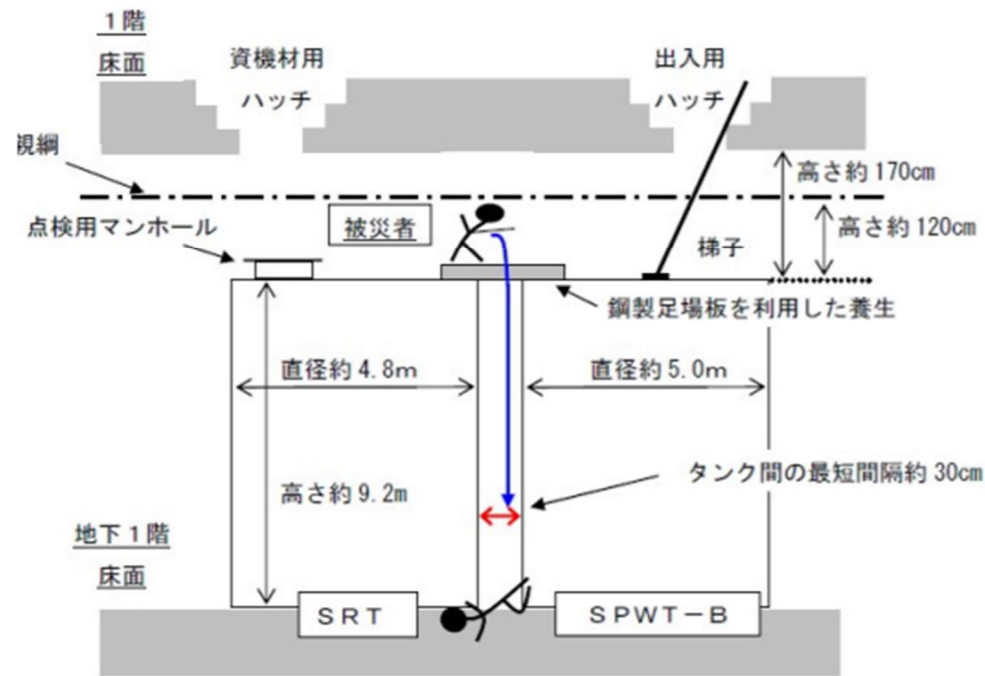 1階
床面
資機材用
ハッチ
出入用
ハッチ
親綱
高さ約170cm
点検用マンホール
被災者
高さ約120cm
梯子
鋼製足場板を利用した養生
直径約4.8m
直径約5.0m
タンク間の最短間隔約30cm
高さ約9.2m
地下1階
床面
SRT
SPWT－B